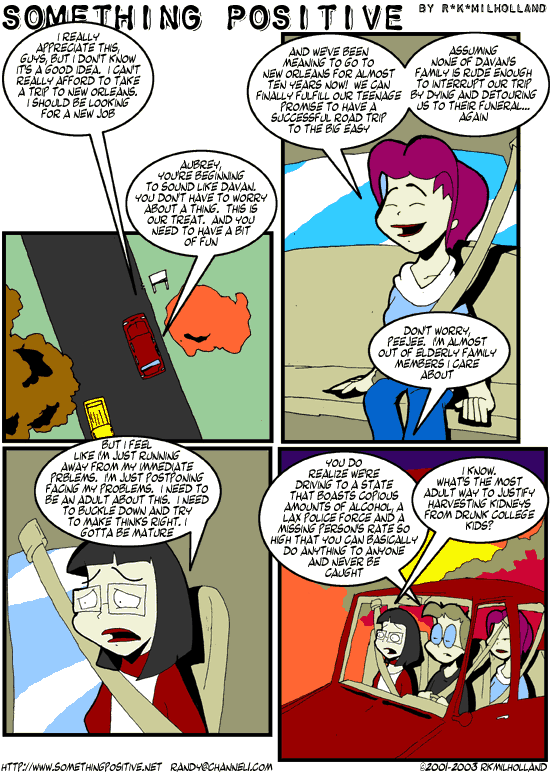 SOMETHING POSITIVE
BY R*K*MILHOLLAND
I REALLY
APPRECIATE THIS,
GUYS, BUT I DON'T KNOW
IT'S A GOOD IDEA. I CAN'T
REALLY AFFORD TO TAKE
A TRIP TO NEW ORLEANS.
I SHOULD BE LOOKING
FOR A NEW JOB
AUBREY,
YOU'RE BEGINNING
TO SOUND LIKE DAVAN.
YOU DON'T HAVE TO WORRY
ABOUT A THING. THIS IS
OUR TREAT. AND YOU
NEED TO HAVE A BIT
OF FUN
AND WE'VE BEEN
MEANING TO GO TO
NEW ORLEANS FOR ALMOST
TEN YEARS NOW! WE CAN
FINALLY FULFILL OUR TEENAGE
PROMISE TO HAVE A
SUCCESSFUL ROAD TRIP
TO THE BIG EASY
ASSUMING
NONE OF DAVAN'S
FAMILY IS RUDE ENOUGH
TO INTERRUPT OUR TRIP
BY DYING AND DETOURING
US TO THEIR FUNERAL...
AGAIN
DON'T WORRY,
PEEJEE. I'M ALMOST
OUT OF ELDERLY FAMILY
MEMBERS I CARE
ABOUT
BUT I FEEL
LIKE I'M JUST RUNNING
AWAY FROM MY IMMEDIATE
PRBLEMS. I'M JUST POSTPONING
FACING MY PROBLEMS. I NEED TO
BE AN ADULT ABOUT THIS. I NEED
TO BUCKLE DOWN AND TRY
TO MAKE THINKS RIGHT. I
GOTTA BE MATURE
YOU DO
REALIZE WE'RE
DRIVING TO A STATE
THAT BOASTS COPIOUS
AMOUNTS OF ALCOHOL, A
LAX POLICE FORCE AND A
MISSING PERSON'S RATE SO
HIGH THAT YOU CAN BASICALLY
DO ANYTHING TO ANYONE
AND NEVER BE
CAUGHT
I KNOW.
WHAT'S THE MOST
ADULT WAY TO JUSTIFY
HARVESTING KIDNEYS
FROM DRUNK COLLEGE
KIDS?
HTTP://WWW.SOMETHINGPOSITIVE.NET RANDY@CHANNEL1.COM
©2001-2003 RKMILHOLLAND